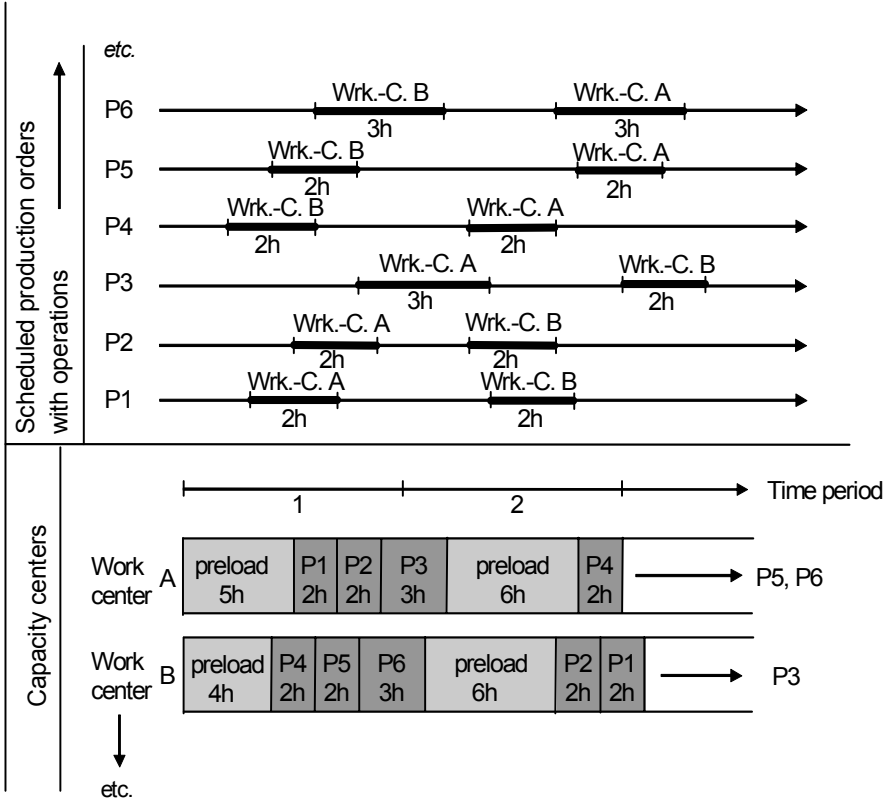 etc.
Scheduled production orders
with operations
P6
Wrk.-C. B
3h
Wrk.-C. A
3h
P5
Wrk.-C. B
2h
Wrk.-C. A
2h
P4
Wrk.-C. B
2h
Wrk.-C. A
2h
P3
Wrk.-C. A
3h
Wrk.-C. B
2h
P2
Wrk.-C. A
2h
Wrk.-C. B
2h
P1
Wrk.-C. A
2h
Wrk.-C. B
2h
Capacity centers
1
2
Time period
Work
center
A
preload
5h
P1
2h
P2
2h
P3
3h
preload
6h
P4
2h
P5, P6
Work
center
B
preload
4h
P4
2h
P5
2h
P6
3h
preload
6h
P2
2h
P1
2h
P3
etc.